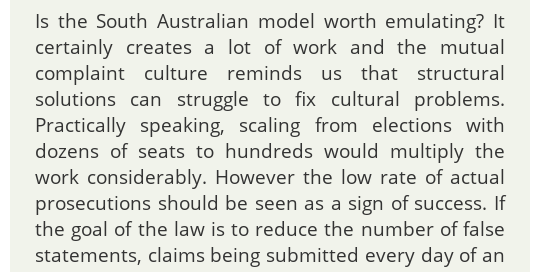 Is the South Australian model worth emulating? It
certainly creates a lot of work and the mutual
complaint culture reminds us that structural
solutions can struggle to fix cultural problems.
Practically speaking, scaling from elections with
dozens of seats to hundreds would multiply the
work considerably. However the low rate of actual
prosecutions should be seen as a sign of success. If
the goal of the law is to reduce the number of false
statements, claims being submitted every day of an